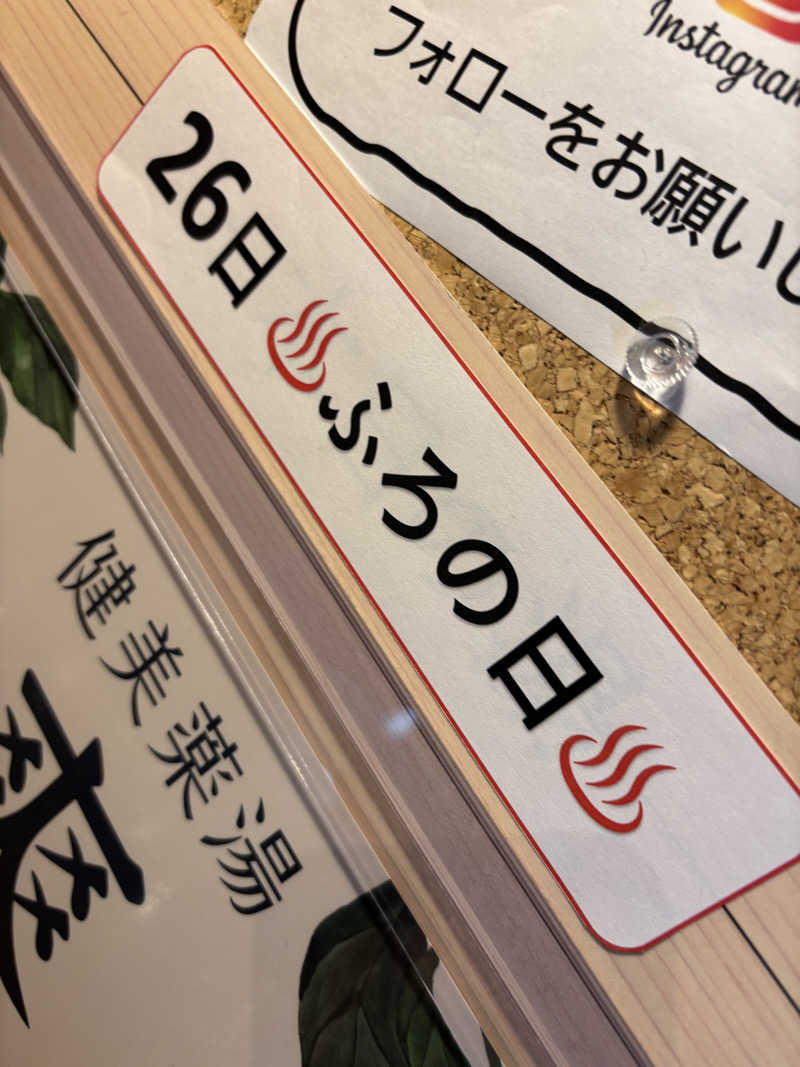 Instagram
フォローをお願いし
26日♨ふろの日♨
健美薬湯
爽